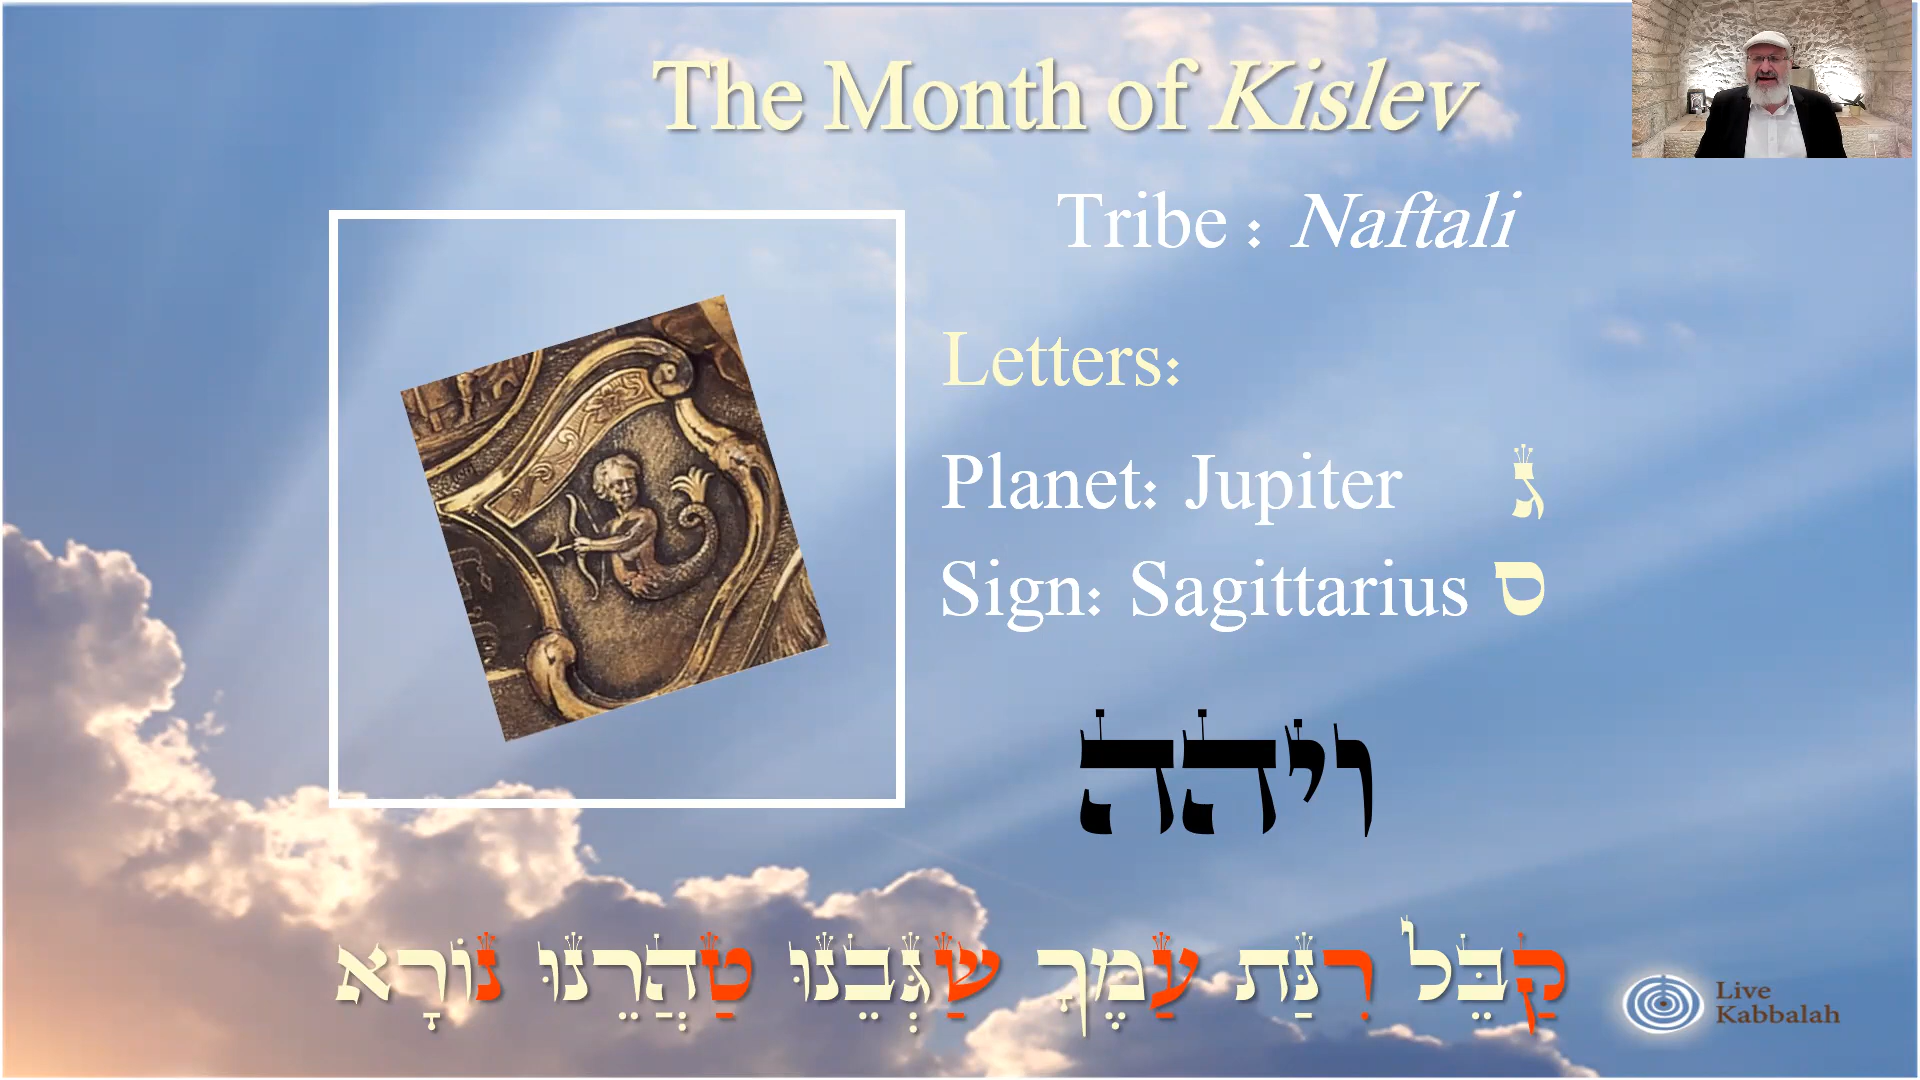 The Month of Kislev
Tribe : Naftali
Letters:
Planet: Jupiter ג
Sign: Sagittarius ס
ויהה
קַבֵּל רִנַּת עַמֶּךָ שַׂגְּבֵנוּ טַהֲרֵנוּ נוֹרָא
Live
Kabbalah